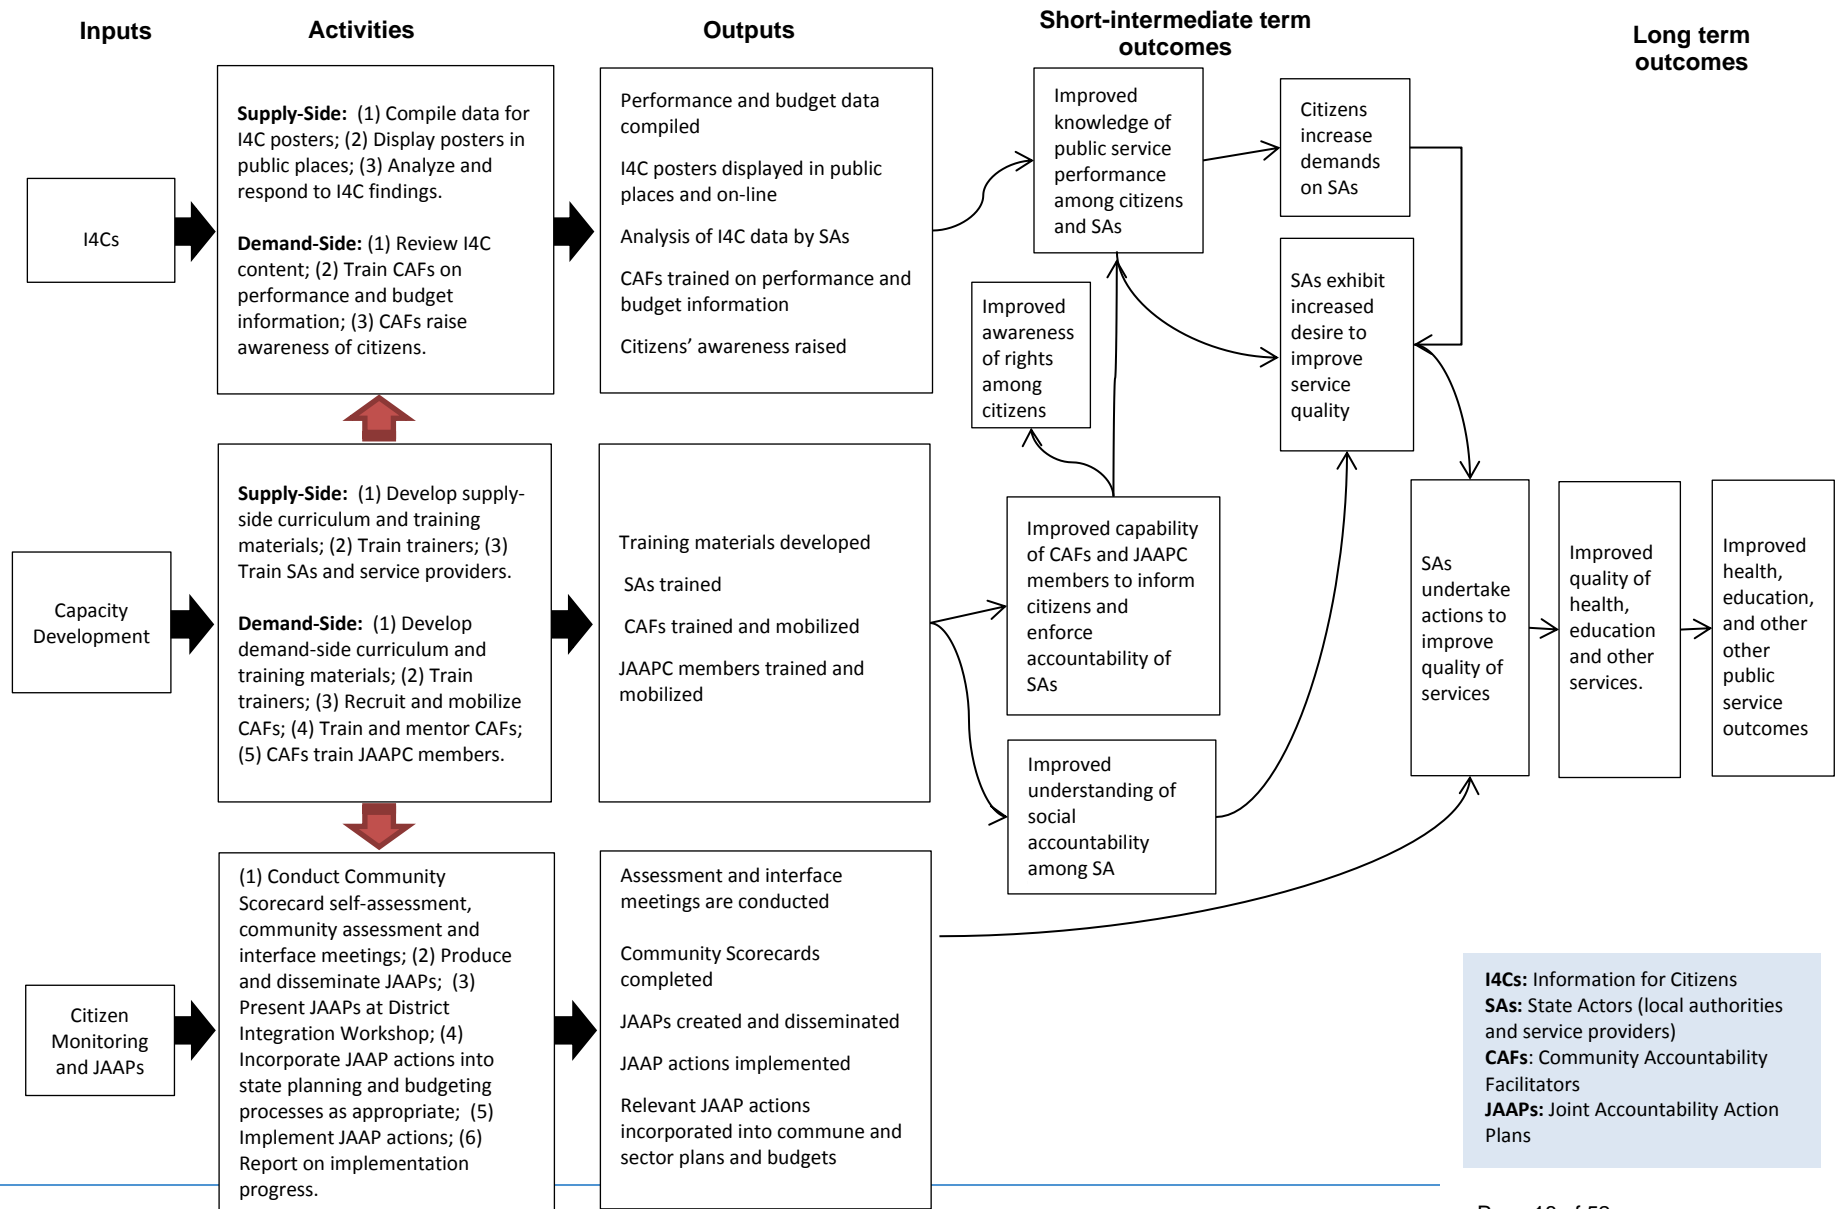 Inputs
Activities
Outputs
Short-intermediate term
outcomes
Long term
outcomes
I4Cs
Supply-Side: (1) Compile data for
I4C posters; (2) Display posters in
public places; (3) Analyze and
respond to I4C findings.
Demand-Side: (1) Review I4C
content; (2) Train CAFs on
performance and budget
information; (3) CAFs raise
awareness of citizens.
Performance and budget data
compiled
I4C posters displayed in public
places and on-line
Analysis of I4C data by SAs
CAFs trained on performance and
budget information
Citizens’ awareness raised
Improved
knowledge of
public service
performance
among citizens
and SAs
Citizens
increase
demands
on SAs
Improved
awareness
of rights
among
citizens
SAs exhibit
increased
desire to
improve
service
quality
Capacity
Development
Supply-Side: (1) Develop supply-
side curriculum and training
materials; (2) Train trainers; (3)
Train SAs and service providers.
Demand-Side: (1) Develop
demand-side curriculum and
training materials; (2) Train
trainers; (3) Recruit and mobilize
CAFs; (4) Train and mentor CAFs;
(5) CAFs train JAAPC members.
Training materials developed
SAs trained
CAFs trained and mobilized
JAAPC members trained and
mobilized
Improved capability
of CAFs and JAAPC
members to inform
citizens and
enforce
accountability of
SAs
Improved
understanding of
social
accountability
among SA
SAs
undertake
actions to
improve
quality of
services
Improved
quality of
health,
education
and other
services.
Improved
health,
education,
and other
other
public
service
outcomes
Citizen
Monitoring
and JAAPs
(1) Conduct Community
Scorecard self-assessment,
community assessment and
interface meetings; (2) Produce
and disseminate JAAPs; (3)
Present JAAPs at District
Integration Workshop; (4)
Incorporate JAAP actions into
state planning and budgeting
processes as appropriate; (5)
Implement JAAP actions; (6)
Report on implementation
progress.
Assessment and interface
meetings are conducted
Community Scorecards
completed
JAAPs created and disseminated
JAAP actions implemented
Relevant JAAP actions
incorporated into commune and
sector plans and budgets
I4Cs: Information for Citizens
SAs: State Actors (local authorities
and service providers)
CAFs: Community Accountability
Facilitators
JAAPs: Joint Accountability Action
Plans